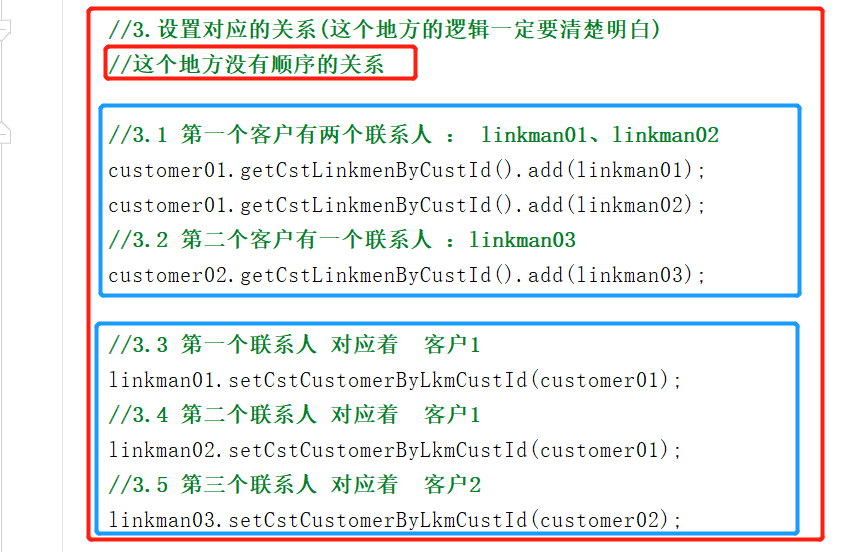 //3.设置对应的关系(这个地方的逻辑一定要清楚明白)
//这个地方没有顺序的关系
//3.1 第一个客户有两个联系人 : linkman01、linkman02
customer01.getCstLinkmenByCustId().add(linkman01);
customer01.getCstLinkmenByCustId().add(linkman02);
//3.2 第二个客户有一个联系人 :linkman03
customer02.getCstLinkmenByCustId().add(linkman03);
//3.3 第一个联系人 对应着  客户1
linkman01.setCstCustomerByLkmCustId(customer01);
//3.4 第二个联系人 对应着  客户1
linkman02.setCstCustomerByLkmCustId(customer01);
//3.5 第三个联系人 对应着  客户2
linkman03.setCstCustomerByLkmCustId(customer02);